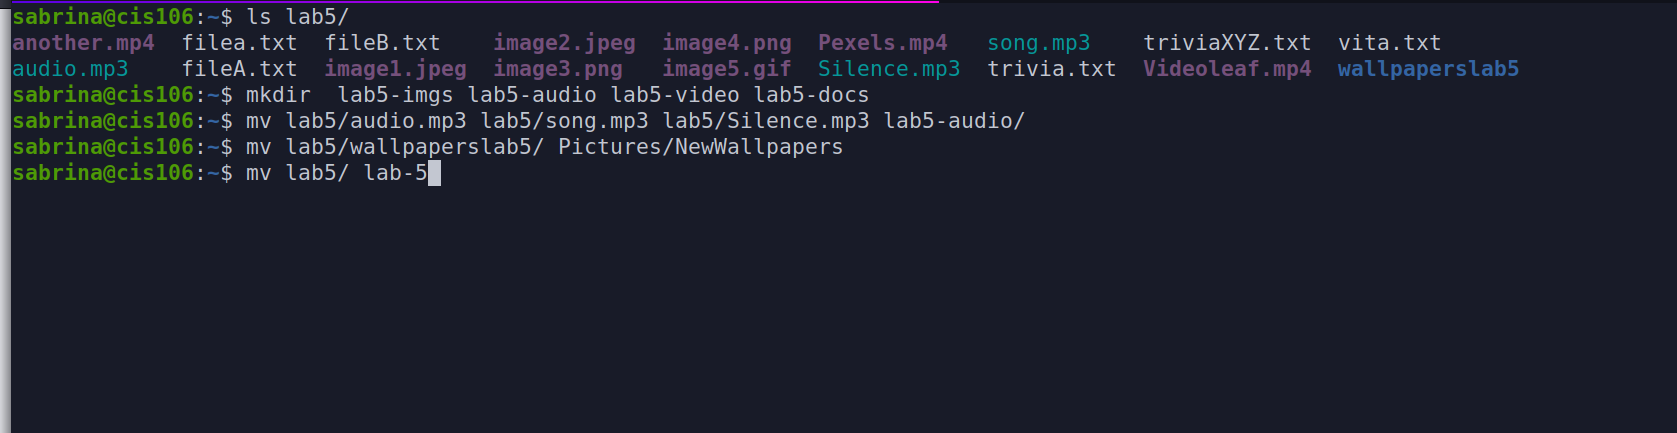 sabrina@cis106:~$ ls lab5/
another.mp4  filea.txt  fileB.txt    image2.jpeg  image4.png  Pexels.mp4   song.mp3    triviaXYZ.txt  vita.txt
audio.mp3    fileA.txt  image1.jpeg  image3.png   image5.gif  Silence.mp3  trivia.txt  Videoleaf.mp4  wallpaperslab5
sabrina@cis106:~$ mkdir  lab5-imgs lab5-audio lab5-video lab5-docs
sabrina@cis106:~$ mv lab5/audio.mp3 lab5/song.mp3 lab5/Silence.mp3 lab5-audio/
sabrina@cis106:~$ mv lab5/wallpaperslab5/ Pictures/NewWallpapers
sabrina@cis106:~$ mv lab5/ lab-5